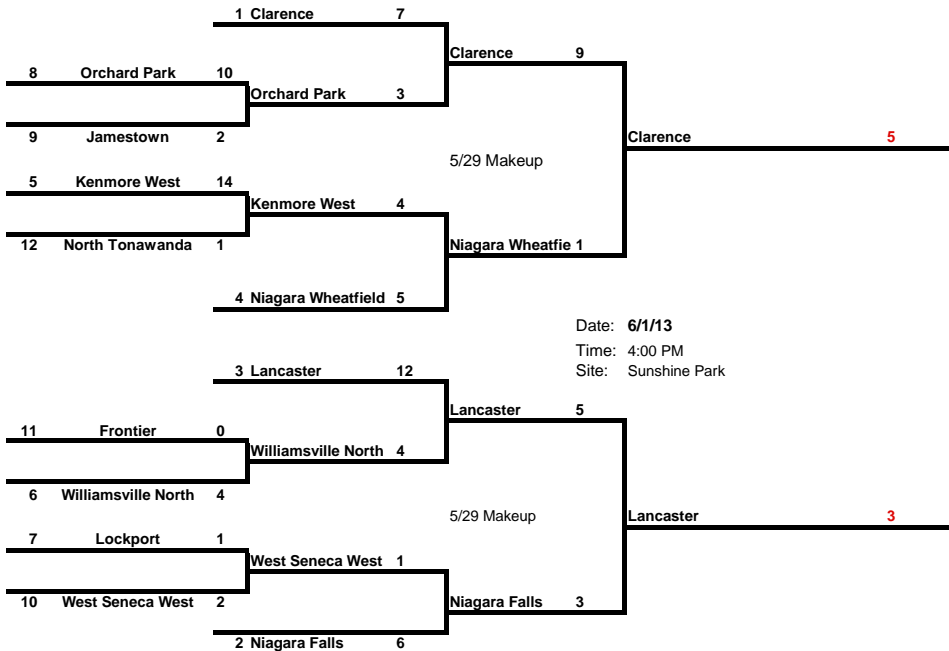 1 Clarence 7
Clarence 9
8 Orchard Park 10
Orchard Park 3
9 Jamestown 2
Clarence 5
5/29 Makeup
5 Kenmore West 14
Kenmore West 4
12 North Tonawanda 1
Niagara Wheatfie 1
4 Niagara Wheatfield 5
Date: 6/1/13
Time: 4:00 PM
Site: Sunshine Park
3 Lancaster 12
Lancaster 5
11 Frontier 0
Williamsville North 4
6 Williamsville North 4
5/29 Makeup
Lancaster 3
7 Lockport 1
West Seneca West 1
10 West Seneca West 2
Niagara Falls 3
2 Niagara Falls 6